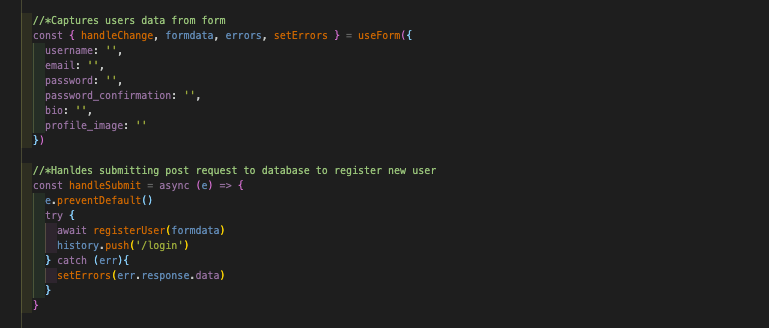 //*Captures users data from form
const { handleChange, formdata, errors, setErrors } = useForm({
username: '',
email: '',
password: '',
password_confirmation: '',
bio: '',
profile_image: ''
})
//*Hanldes submitting post request to database to register new user
const handleSubmit = async (e) => {
e.preventDefault()
try {
await registerUser(formdata)
history.push('/login')
} catch (err){
setErrors(err.response.data)
}
}